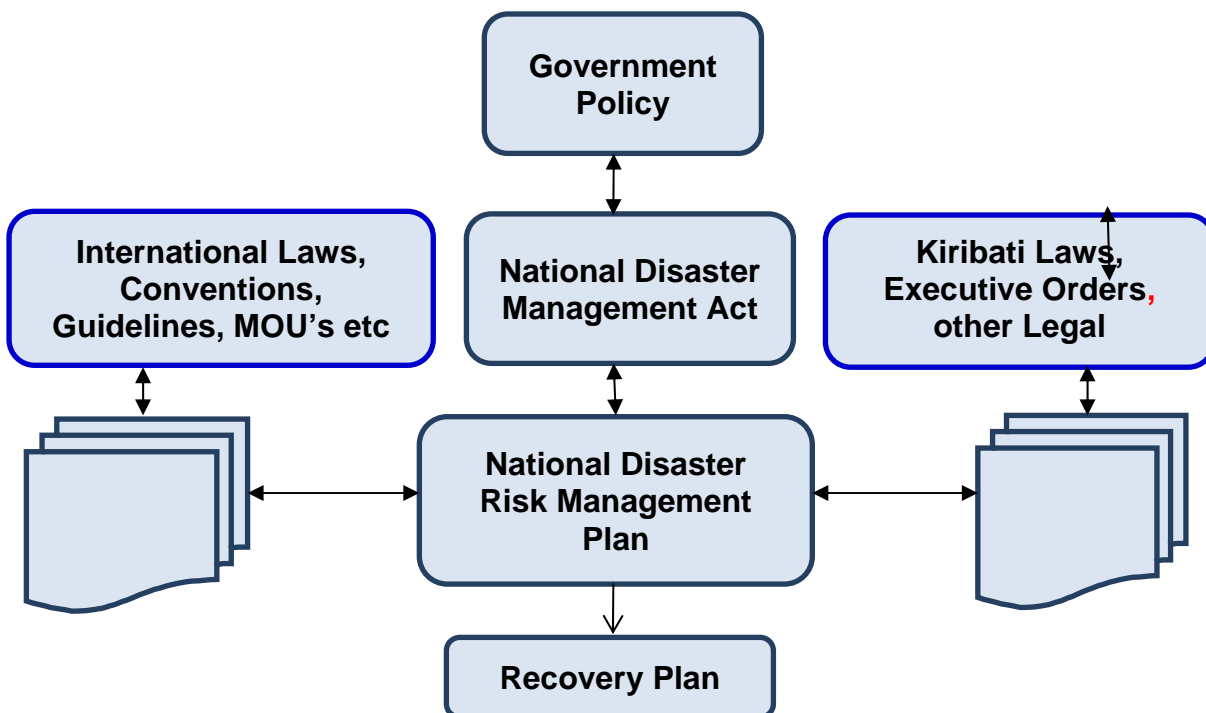 Government
Policy
International Laws,
Conventions,
Guidelines, MOU's etc
National Disaster
Management Act
Kiribati Laws,
Executive Orders,
other Legal
National Disaster
Risk Management
Plan
Recovery Plan